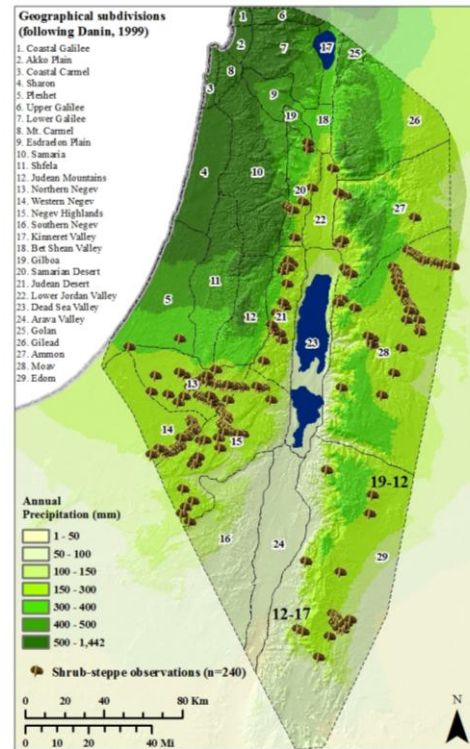 Geographical subdivisions
(following Danin, 1999)
1. Coastal Galilee
2. Akko Plain
3. Coastal Carmel
4. Sharon
5. Pleshet
6. Upper Galilee
7. Lower Galilee
8. Mt. Carmel
9. Esdraelon Plain
10. Samaria
11. Shfela
12. Judean Mountains
13. Northern Negev
14. Western Negev
15. Negev Highlands
16. Southern Negev
17. Kinneret Valley
18. Bet Shean Valley
19. Gilboa
20. Samarian Desert
21. Judean Desert
22. Lower Jordan Valley
23. Dead Sea Valley
24. Arava Valley
25. Golan
26. Gilead
27. Ammon
28. Moav
29. Edom
1
6
2
7
17
25
8
3
9
26
19
18
4
10
20
27
22
11
5
12
21
23
28
13
14
15
19-12
16
24
29
12-17
Annual
Precipitation (mm)
1 - 50
50 - 100
100 - 150
150 - 300
300 - 400
400 - 500
500 - 1,442
Shrub-steppe observations (n=240)
0 20 40 80 Km
0 20 40 Mi
N